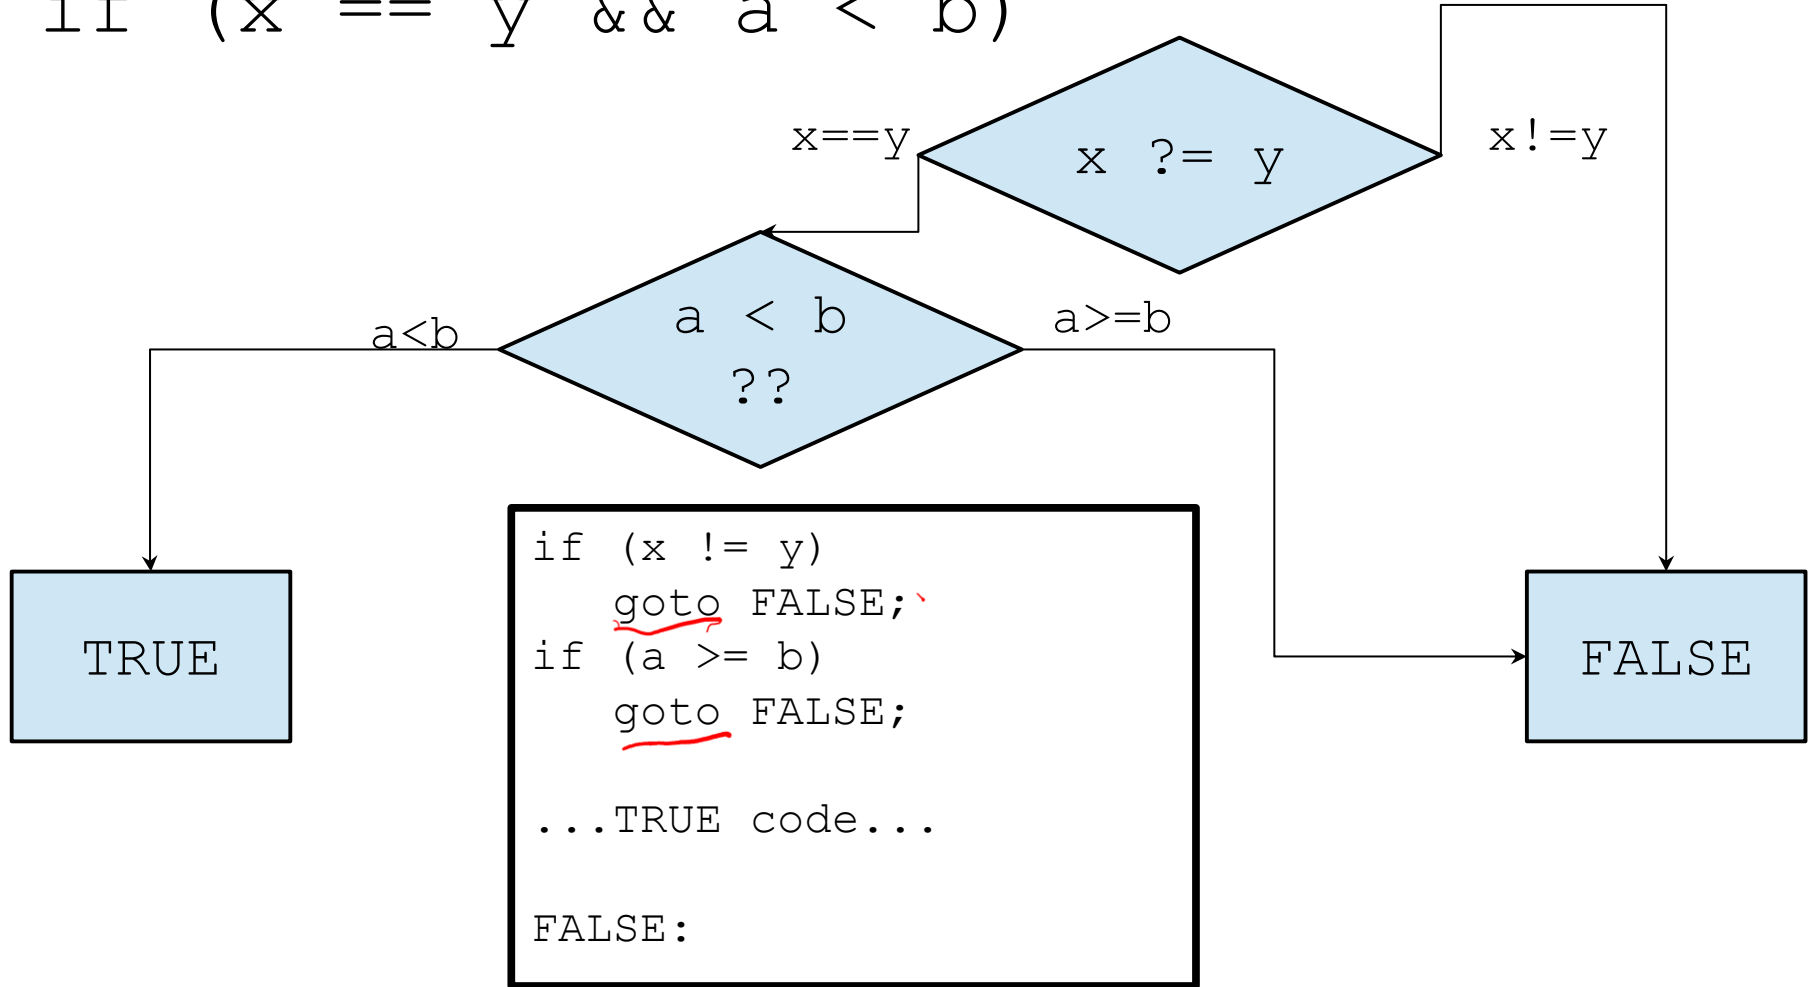 if (x == y && a < b)
x==y
x ?= y
x!=y
a<b
a < b
??
a>=b
TRUE
FALSE
if (x != y)
goto FALSE;
if (a >= b)
goto FALSE;
...TRUE code...
FALSE: